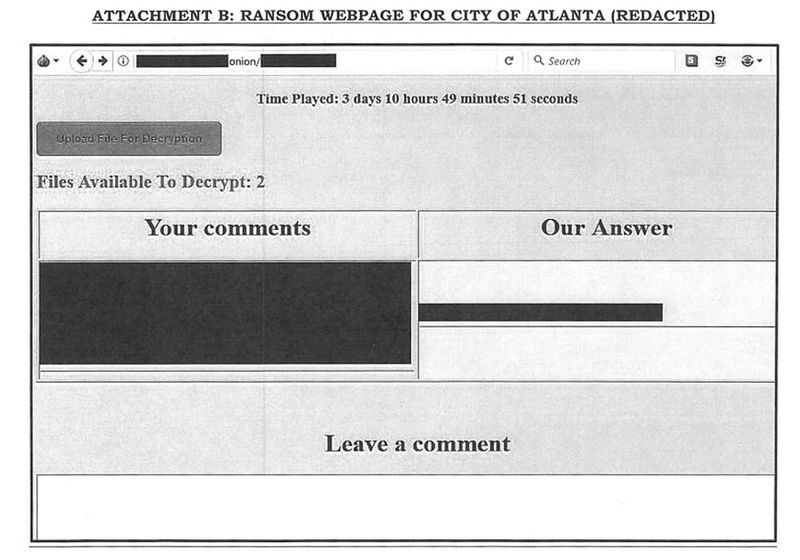 ATTACHMENT B: RANSOM WEBPAGE FOR CITY OF ATLANTA (REDACTED)
onion/
Search
Time Played: 3 days 10 hours 49 minutes 51 seconds
Upload File For Decryption
Files Available To Decrypt: 2
Your comments
Our Answer
Leave a comment